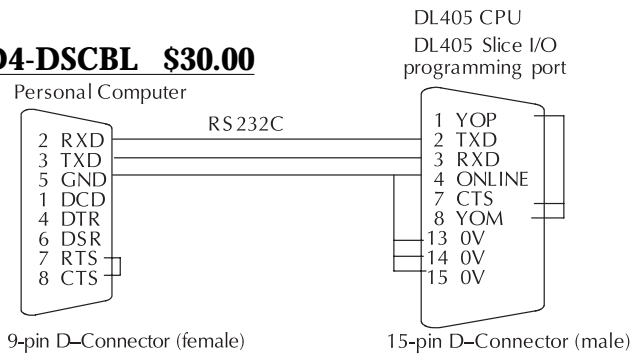 DL405 CPU
DL405 Slice I/O
programming port
D4-DSCBL $30.00
Personal Computer
RS232C
2 RXD
3 TXD
5 GND
1 DCD
4 DTR
6 DSR
7 RTS
8 CTS
1 YOP
2 TXD
3 RXD
4 ONLINE
7 CTS
8 YOM
13 0V
14 0V
15 0V
9-pin D–Connector (female)
15-pin D–Connector (male)